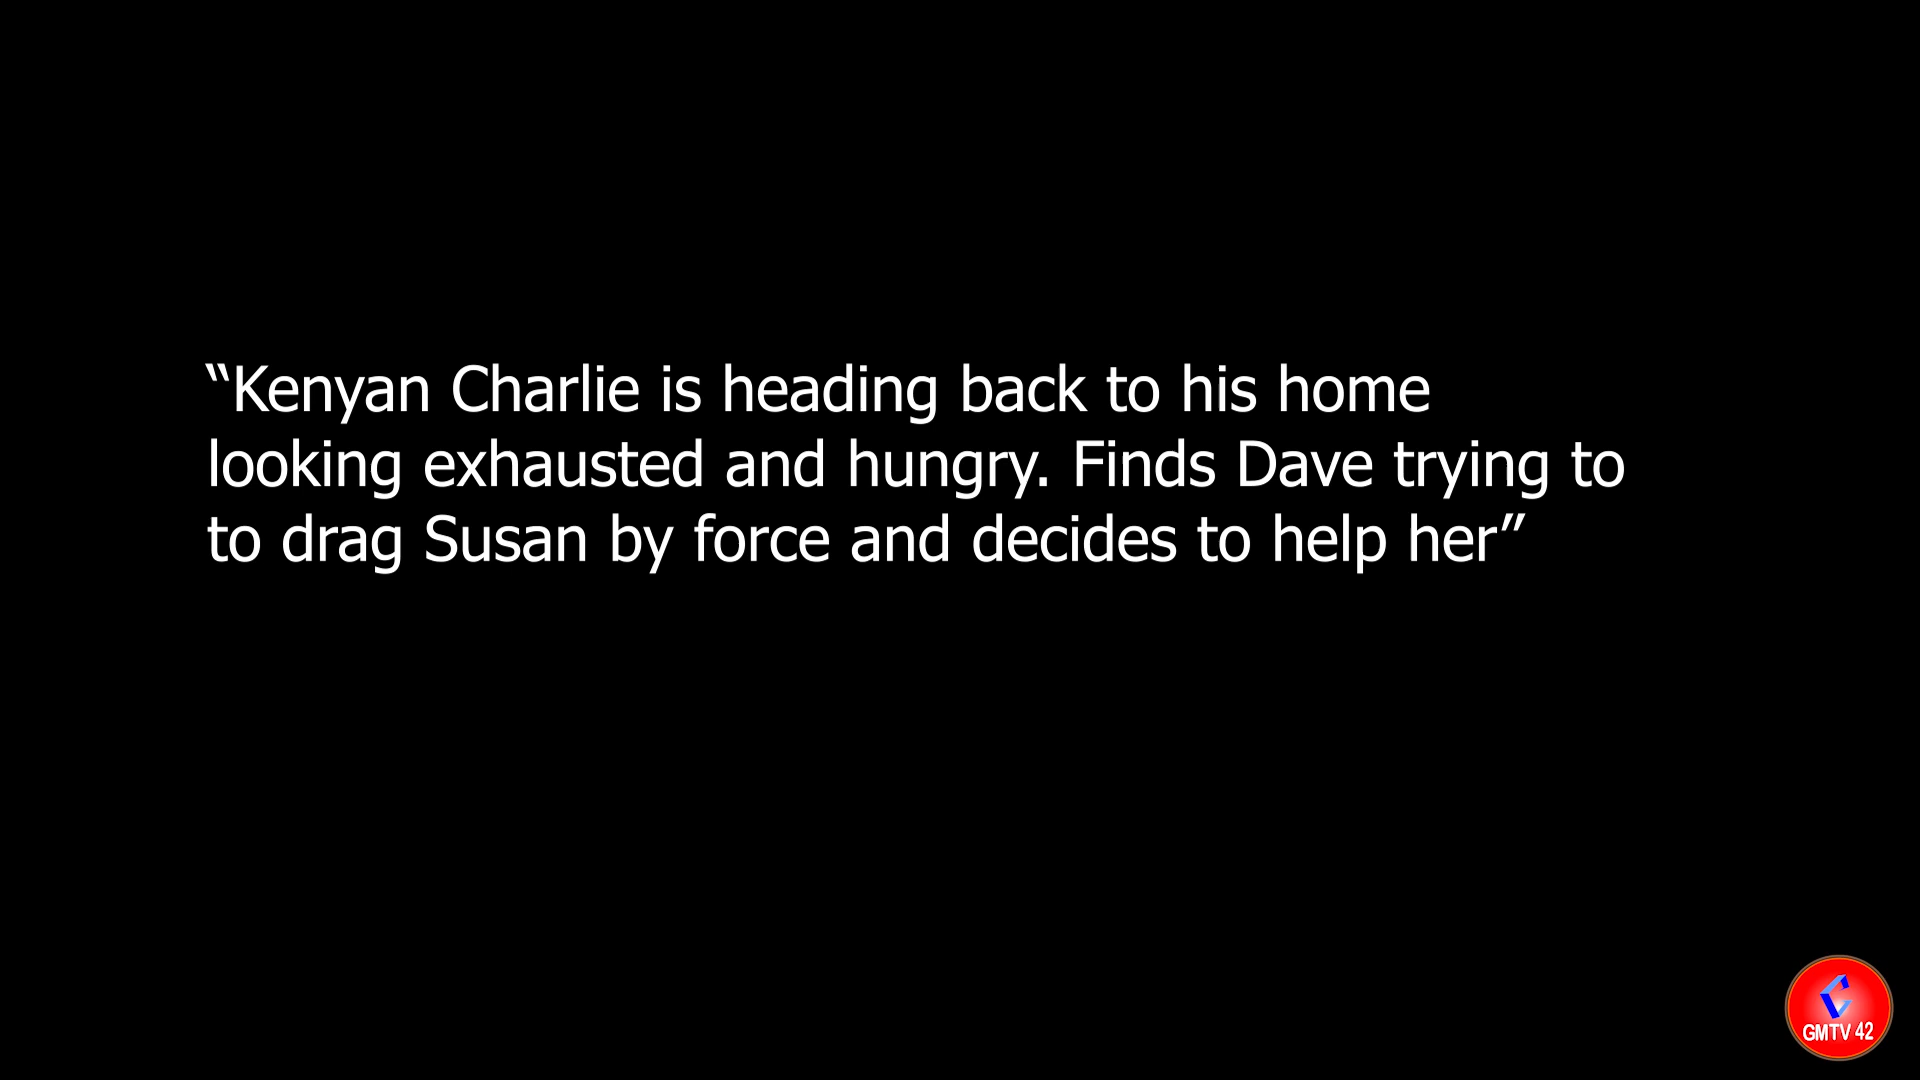 “Kenyan Charlie is heading back to his home
looking exhausted and hungry. Finds Dave trying to
to drag Susan by force and decides to help her”
GMTV 42